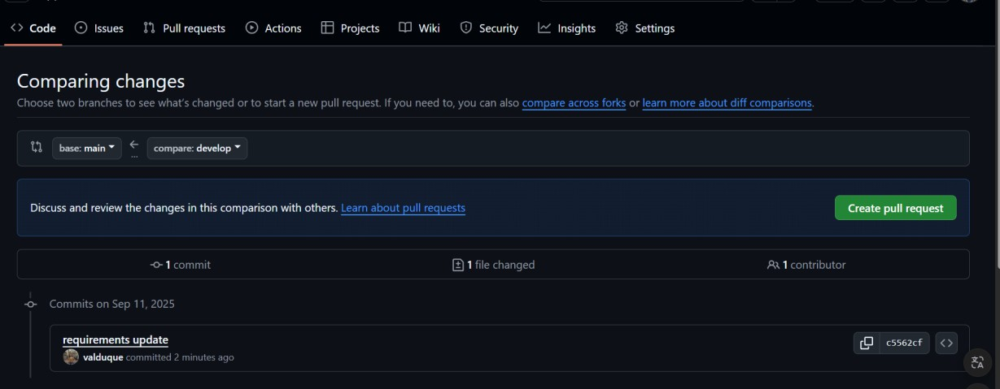 Code Issues Pull requests Actions Projects Wiki Security Insights Settings
Comparing changes
Choose two branches to see what's changed or to start a new pull request. If you need to, you can also compare across forks or learn more about diff comparisons.
base: main ... compare: develop
Discuss and review the changes in this comparison with others. Learn about pull requests Create pull request
1 commit 1 file changed 1 contributor
Commits on Sep 11, 2025
requirements update c5562cf
valduque committed 2 minutes ago